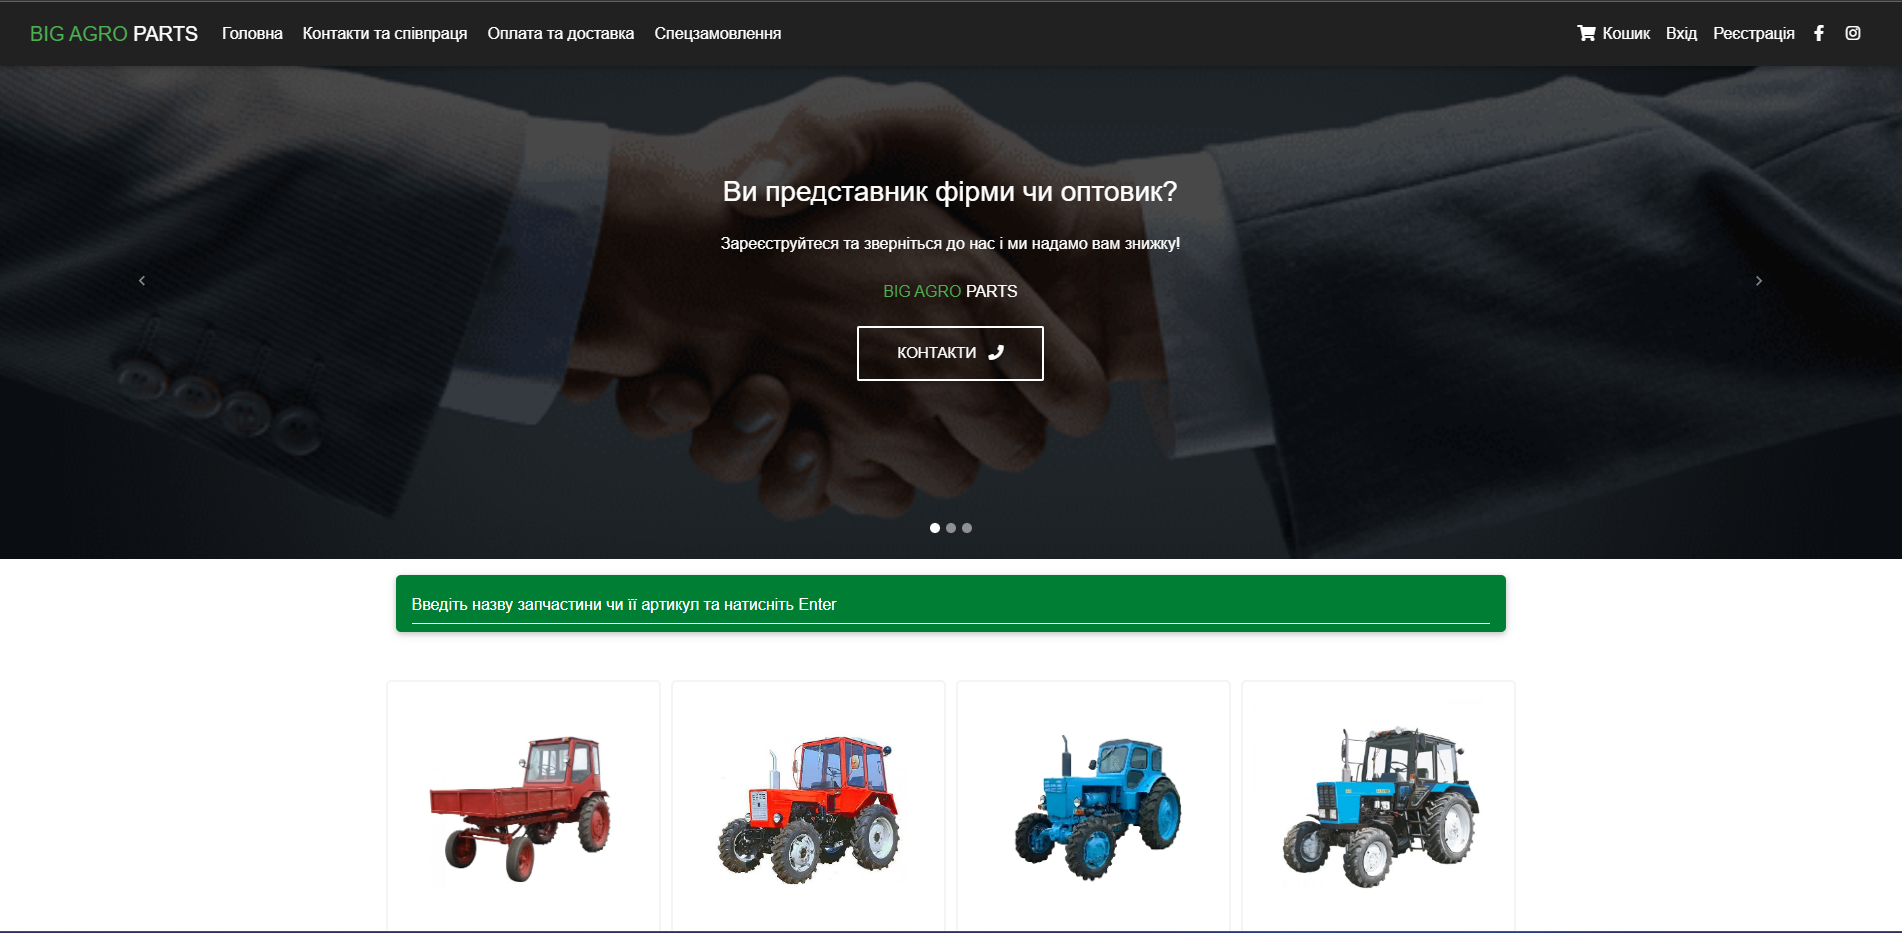 BIG AGRO PARTS Головна Контакти та співпраця Оплата та доставка Спецзамовлення Кошик Вхід Реєстрація
Ви представник фірми чи оптовик?
Зареєструйтеся та зверніться до нас і ми надамо вам знижку!
BIG AGRO PARTS
КОНТАКТИ
Введіть назву запчастини чи її артикул та натисніть Enter